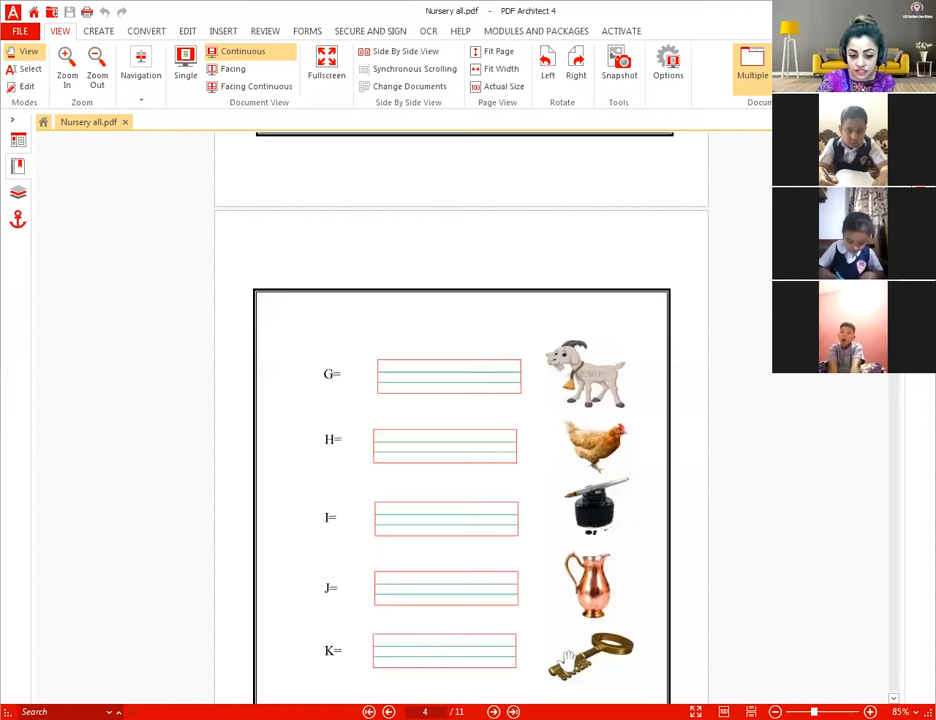 Nursery all.pdf - PDF Architect 4
FILE VIEW CREATE CONVERT EDIT INSERT REVIEW FORMS SECURE AND SIGN OCR HELP MODULES AND PACKAGES ACTIVATE
View
Select
Edit
Modes
Zoom In
Zoom Out
Zoom
Navigation
Single
Continuous
Facing
Facing Continuous
Document View
Fullscreen
Side By Side View
Synchronous Scrolling
Change Documents
Side By Side
Fit Page
Fit Width
Actual Size
Page View
Left
Right
Rotate
Snapshot
Tools
Options
Multiple
Docum
Nursery all.pdf
G=
H=
I=
J=
K=
Search
4 / 11
85%